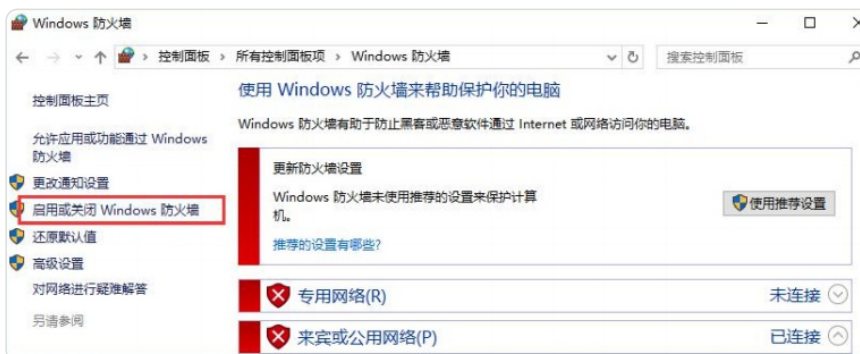 Windows 防火墙
控制面板 › 所有控制面板项 › Windows 防火墙
搜索控制面板
控制面板主页
允许应用或功能通过 Windows
防火墙
更改通知设置
启用或关闭 Windows 防火墙
还原默认值
高级设置
对网络进行疑难解答
另请参阅
使用 Windows 防火墙来帮助保护你的电脑
Windows 防火墙有助于防止黑客或恶意软件通过 Internet 或网络访问你的电脑。
更新防火墙设置
Windows 防火墙未使用推荐的设置来保护计算
机。
使用推荐设置
推荐的设置有哪些?
专用网络(R) 未连接
来宾或公用网络(P) 已连接